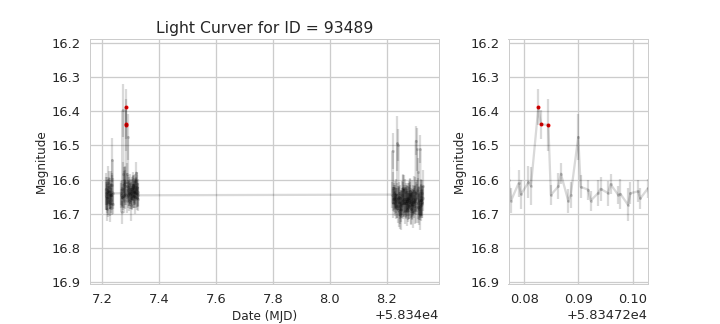 Light Curver for ID = 93489
Magnitude
16.2
16.3
16.4
16.5
16.6
16.7
16.8
16.9
7.2 7.4 7.6 7.8 8.0 8.2
Date (MJD)
+5.834e4
Magnitude
16.2
16.3
16.4
16.5
16.6
16.7
16.8
16.9
0.08 0.09 0.10
+5.83472e4